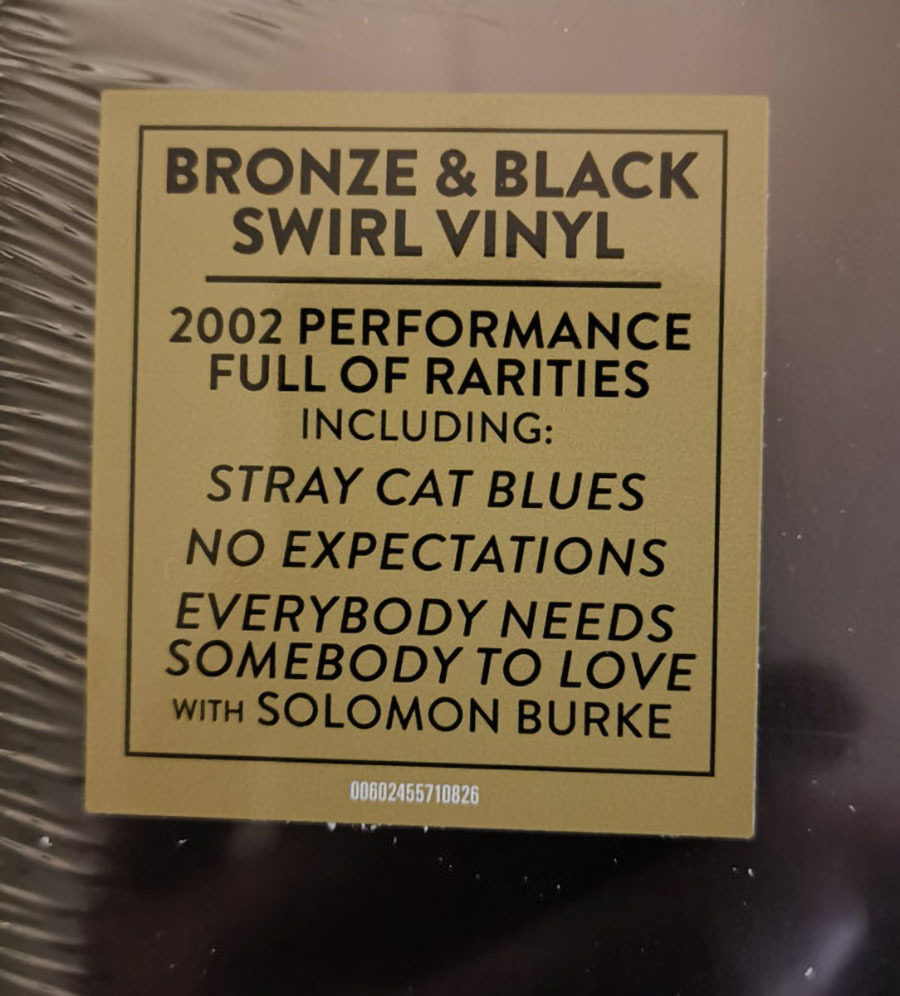 BRONZE & BLACK
SWIRL VINYL
2002 PERFORMANCE
FULL OF RARITIES
INCLUDING:
STRAY CAT BLUES
NO EXPECTATIONS
EVERYBODY NEEDS
SOMEBODY TO LOVE
WITH SOLOMON BURKE
00602455710826